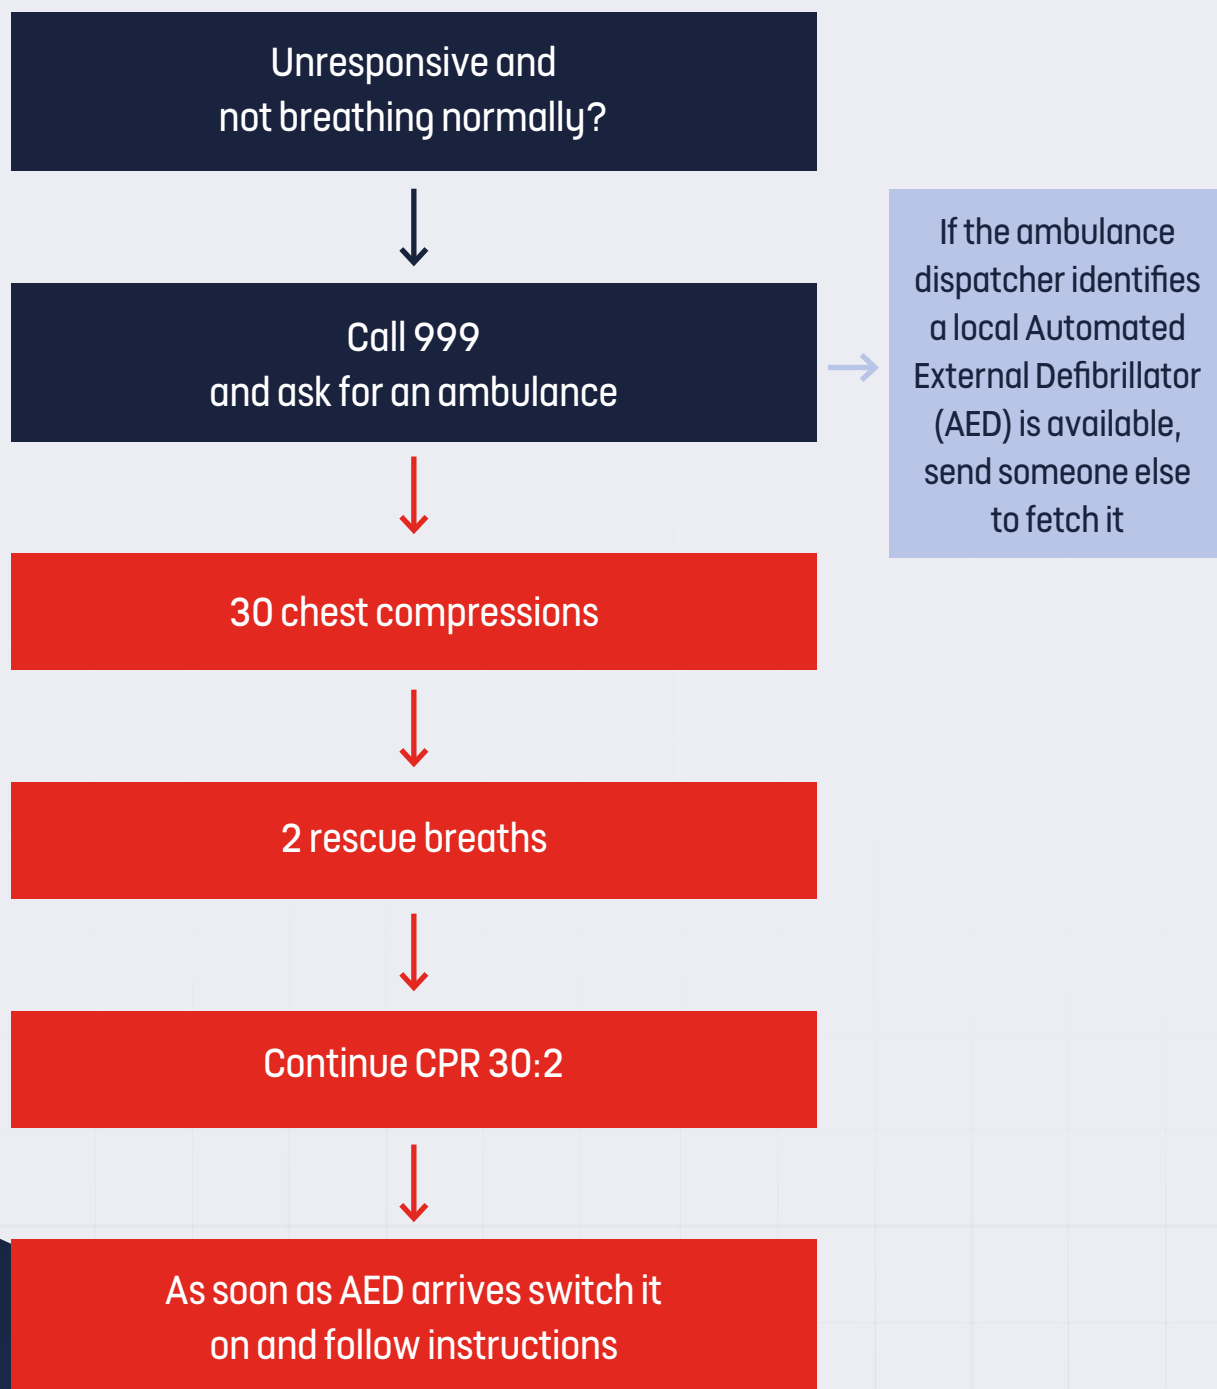 Unresponsive and
not breathing normally?
Call 999
and ask for an ambulance
If the ambulance
dispatcher identifies
a local Automated
External Defibrillator
(AED) is available,
send someone else
to fetch it
30 chest compressions
2 rescue breaths
Continue CPR 30:2
As soon as AED arrives switch it
on and follow instructions